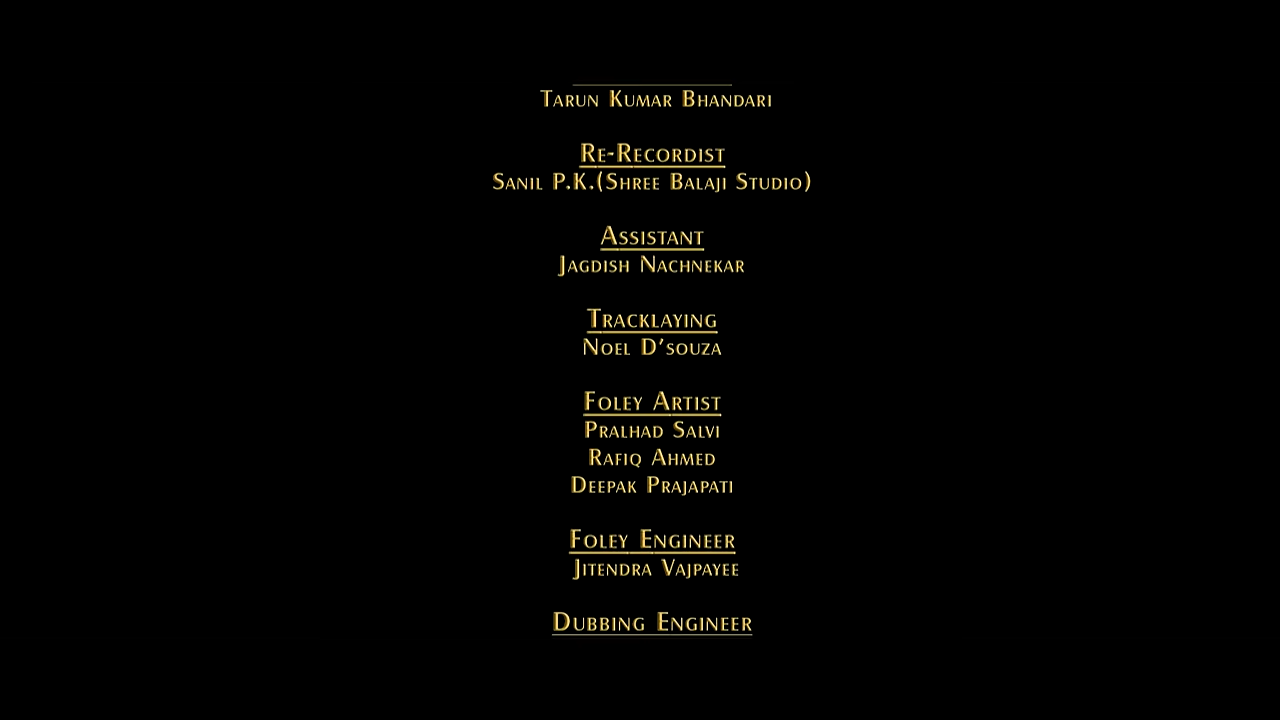 Tarun Kumar Bhandari
Re-Recordist
Sanil P.K.(Shree Balaji Studio)
Assistant
Jagdish Nachnekar
Tracklaying
Noel D'souza
Foley Artist
Pralhad Salvi
Rafiq Ahmed
Deepak Prajapati
Foley Engineer
Jitendra Vajpayee
Dubbing Engineer